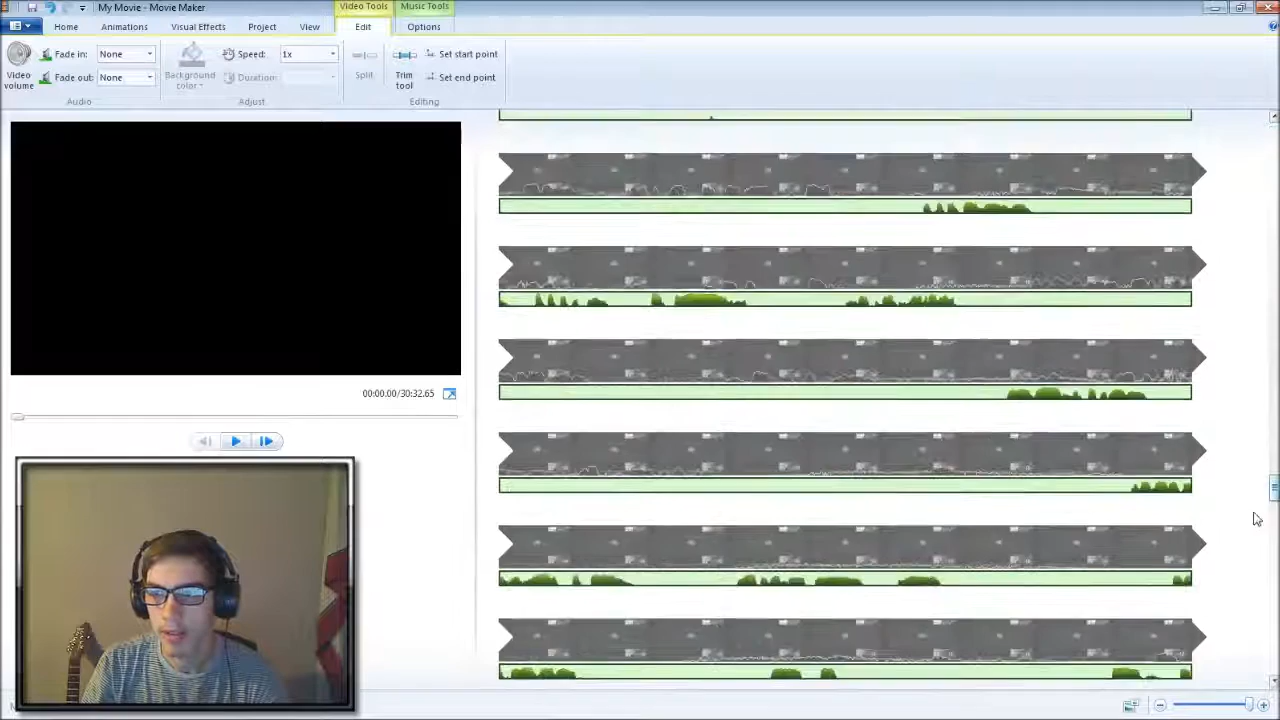 My Movie - Movie Maker
Video Tools
Music Tools
Home
Animations
Visual Effects
Project
View
Edit
Options
Video volume
Fade in: None
Fade out: None
Audio
Background color
Speed: 1x
Duration:
Adjust
Split
Trim tool
Set start point
Set end point
Editing
00:00.00/30:32.65